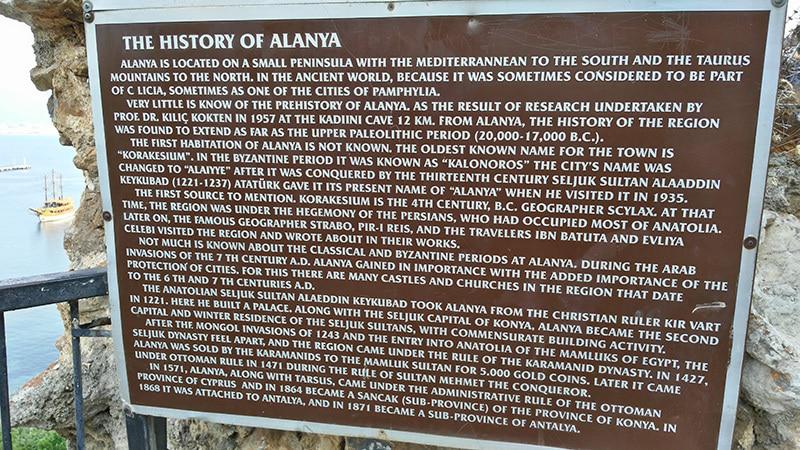 THE HISTORY OF ALANYA
ALANYA IS LOCATED ON A SMALL PENINSULA WITH THE MEDITERRANNEAN TO THE SOUTH AND THE TAURUS
MOUNTAINS TO THE NORTH. IN THE ANCIENT WORLD, BECAUSE IT WAS SOMETIMES CONSIDERED TO BE PART
OF C LICIA, SOMETIMES AS ONE OF THE CITIES OF PAMPHYLIA.
VERY LITTLE IS KNOW OF THE PREHISTORY OF ALANYA. AS THE RESULT OF RESEARCH UNDERTAKEN BY
PROF. DR. KILIÇ KOKTEN IN 1957 AT THE KADIINI CAVE 12 KM. FROM ALANYA, THE HISTORY OF THE REGION
WAS FOUND TO EXTEND AS FAR AS THE UPPER PALEOLITHIC PERIOD (20,000-17,000 B.C.).
THE FIRST HABITATION OF ALANYA IS NOT KNOWN. THE OLDEST KNOWN NAME FOR THE TOWN IS
"KORAKESIUM". IN THE BYZANTINE PERIOD IT WAS KNOWN AS "KALONOROS" THE CITY'S NAME WAS
CHANGED TO "ALAIYYE" AFTER IT WAS CONQUERED BY THE THIRTEENTH CENTURY SELJUK SULTAN ALAADDIN
KEYKUBAD (1221-1237) ATATÜRK GAVE IT ITS PRESENT NAME OF "ALANYA" WHEN HE VISITED IT IN 1935.
THE FIRST SOURCE TO MENTION. KORAKESIUM IS THE 4TH CENTURY, B.C. GEOGRAPHER SCYLAX. AT THAT
TIME, THE REGION WAS UNDER THE HEGEMONY OF THE PERSIANS, WHO HAD OCCUPIED MOST OF ANATOLIA.
LATER ON, THE FAMOUS GEOGRAPHER STRABO, PIR-I REIS, AND THE TRAVELERS IBN BATUTA AND EVLIYA
CELEBI VISITED THE REGION AND WROTE ABOUT IN THEIR WORKS.
NOT MUCH IS KNOWN ABOUT THE CLASSICAL AND BYZANTINE PERIODS AT ALANYA. DURING THE ARAB
INVASIONS OF THE 7 TH CENTURY A.D. ALANYA GAINED IN IMPORTANCE WITH THE ADDED IMPORTANCE OF THE
PROTECTION OF CITIES. FOR THIS THERE ARE MANY CASTLES AND CHURCHES IN THE REGION THAT DATE
TO THE 6 TH AND 7 TH CENTURIES A.D.
THE ANATOLIAN SELJUK SULTAN ALAEDDIN KEYKUBAD TOOK ALANYA FROM THE CHRISTIAN RULER KIR VART
IN 1221. HERE HE BUILT A PALACE. ALONG WITH THE SELJUK CAPITAL OF KONYA, ALANYA BECAME THE SECOND
CAPITAL AND WINTER RESIDENCE OF THE SELJUK SULTANS, WITH COMMENSURATE BUILDING ACTIVITY.
AFTER THE MONGOL INVASIONS OF 1243 AND THE ENTRY INTO ANATOLIA OF THE MAMLUKS OF EGYPT, THE
SELJUK DYNASTY FEEL APART, AND THE REGION CAME UNDER THE RULE OF THE KARAMANID DYNASTY. IN 1427,
ALANYA WAS SOLD BY THE KARAMANIDS TO THE MAMLUK SULTAN FOR 5.000 GOLD COINS. LATER IT CAME
UNDER OTTOMAN RULE IN 1471 DURING THE RULE OF SULTAN MEHMET THE CONQUEROR.
IN 1571, ALANYA, ALONG WITH TARSUS, CAME UNDER THE ADMINISTRATIVE RULE OF THE OTTOMAN
PROVINCE OF CYPRUS AND IN 1864 BECAME A SANCAK (SUB-PROVINCE) OF THE PROVINCE OF KONYA. IN
1868 IT WAS ATTACHED TO ANTALYA, AND IN 1871 BECAME A SUB-PROVINCE OF ANTALYA.